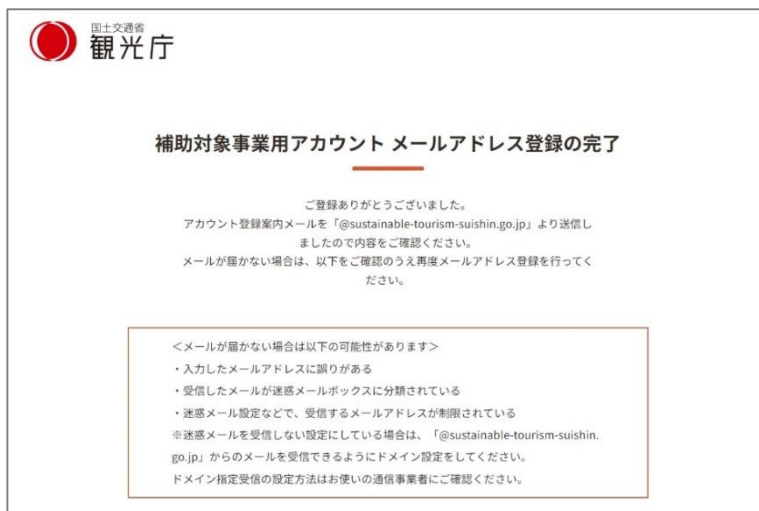 国土交通省
観光庁
補助対象事業用アカウント メールアドレス登録の完了
ご登録ありがとうございました。
アカウント登録案内メールを「@sustainable-tourism-suishin.go.jp」より送信し
ましたので内容をご確認ください。
メールが届かない場合は、以下をご確認のうえ再度メールアドレス登録を行ってく
ださい。
＜メールが届かない場合は以下の可能性があります＞
・入力したメールアドレスに誤りがある
・受信したメールが迷惑メールボックスに分類されている
・迷惑メール設定などで、受信するメールアドレスが制限されている
※迷惑メールを受信しない設定にしている場合は、「@sustainable-tourism-suishin.
go.jp」からのメールを受信できるようにドメイン設定をしてください。
ドメイン指定受信の設定方法はお使いの通信事業者にご確認ください。